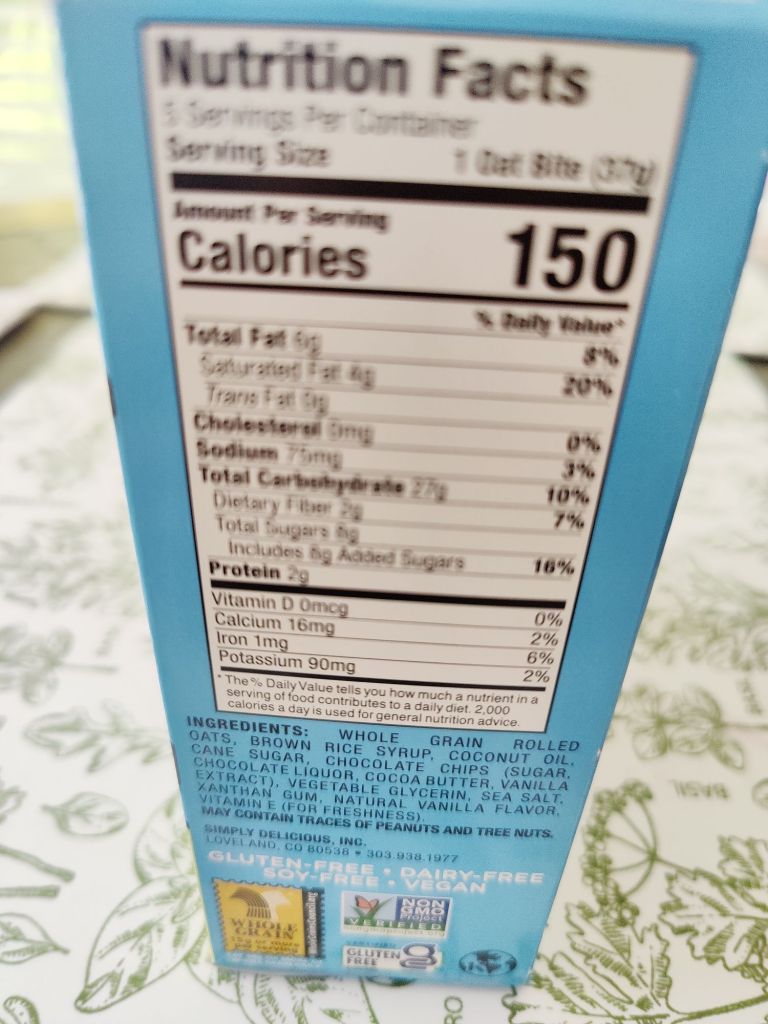 Nutrition Facts
5 Servings Per Container
Serving Size 1 Oat Bite (37g)
Amount Per Serving
Calories 150
% Daily Value*
Total Fat 6g 8%
Saturated Fat 4g 20%
Trans Fat 0g
Cholesterol 0mg 0%
Sodium 75mg 3%
Total Carbohydrate 27g 10%
Dietary Fiber 2g 7%
Total Sugars 8g
Includes 8g Added Sugars 16%
Protein 2g
Vitamin D 0mcg 0%
Calcium 16mg 2%
Iron 1mg 6%
Potassium 90mg 2%
* The % Daily Value tells you how much a nutrient in a
serving of food contributes to a daily diet. 2,000
calories a day is used for general nutrition advice.
INGREDIENTS: WHOLE GRAIN ROLLED
OATS, BROWN RICE SYRUP, COCONUT OIL,
CANE SUGAR, CHOCOLATE CHIPS (SUGAR,
CHOCOLATE LIQUOR, COCOA BUTTER, VANILLA
EXTRACT), VEGETABLE GLYCERIN, SEA SALT,
XANTHAN GUM, NATURAL VANILLA FLAVOR,
VITAMIN E (FOR FRESHNESS).
MAY CONTAIN TRACES OF PEANUTS AND TREE NUTS.
SIMPLY DELICIOUS, INC.
LOVELAND, CO 80538 • 303.938.1977
GLUTEN-FREE • DAIRY-FREE
SOY-FREE • VEGAN
WHOLE
GRAIN
NON
GMO
Project
VERIFIED
nongmoproject.org
CERTIFIED
GLUTEN
FREE
BASIL